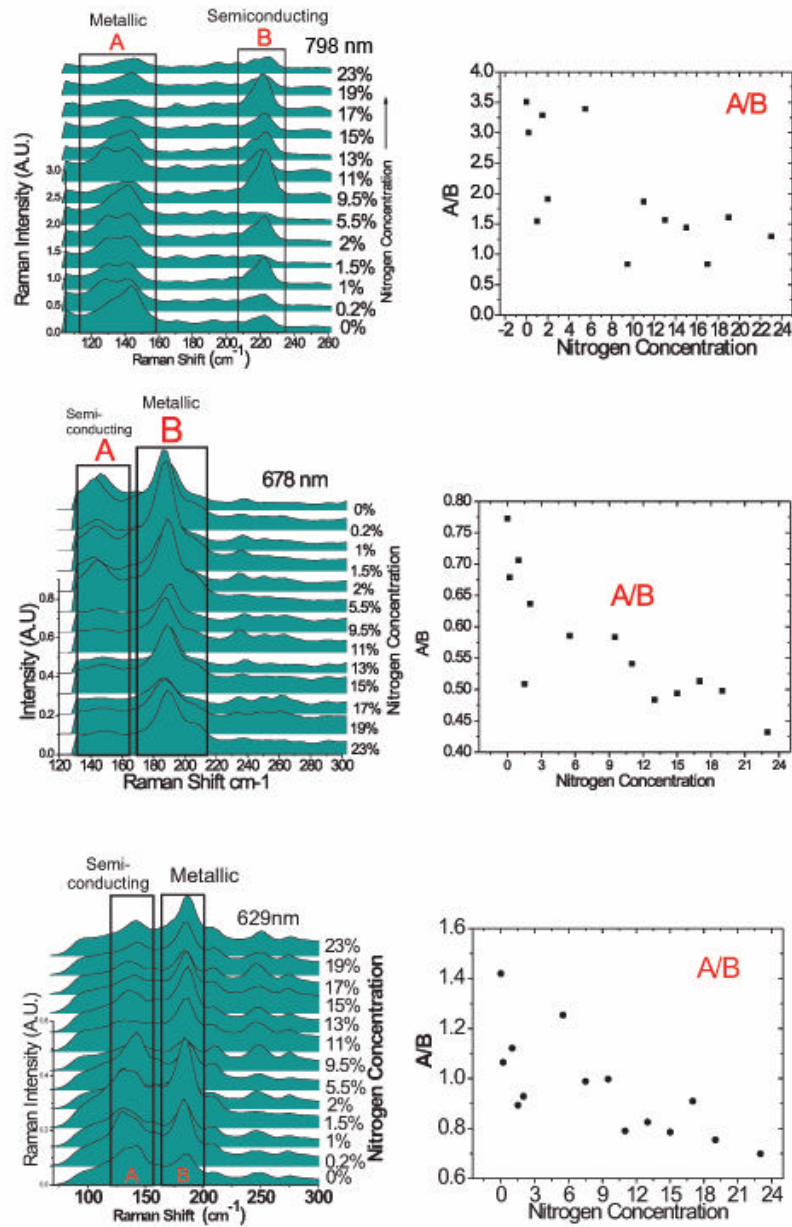 Metallic
Semiconducting
A
B
798 nm
23%
19%
17%
15%
13%
11%
9.5%
5.5%
2%
1.5%
1%
0.2%
0%
Nitrogen Concentration
Raman Intensity (A.U.)
3.0
2.5
2.0
1.5
1.0
0.5
0.0
120 140 160 180 200 220 240 260
Raman Shift (cm-1)
A/B
A/B
4.0
3.5
3.0
2.5
2.0
1.5
1.0
0.5
0.0
-2 0 2 4 6 8 10 12 14 16 18 20 22 24
Nitrogen Concentration
Semi-
conducting
Metallic
A
B
678 nm
0%
0.2%
1%
1.5%
2%
5.5%
9.5%
11%
13%
15%
17%
19%
23%
Nitrogen Concentration
Intensity (A.U)
0.8
0.6
0.4
0.2
0.0
120 140 160 180 200 220 240 260 280 300
Raman Shift cm-1
A/B
A/B
0.80
0.75
0.70
0.65
0.60
0.55
0.50
0.45
0.40
0 3 6 9 12 15 18 21 24
Nitrogen Concentration
Semi-
conducting
Metallic
629nm
23%
19%
17%
15%
13%
11%
9.5%
5.5%
2%
1.5%
1%
0.2%
0%
Nitrogen Concentration
Raman Intensity (A.U.)
A
B
100 150 200 250 300
Raman Shift (cm-1)
A/B
A/B
1.6
1.4
1.2
1.0
0.8
0.6
0 3 6 9 12 15 18 21 24
Nitrogen Concentration